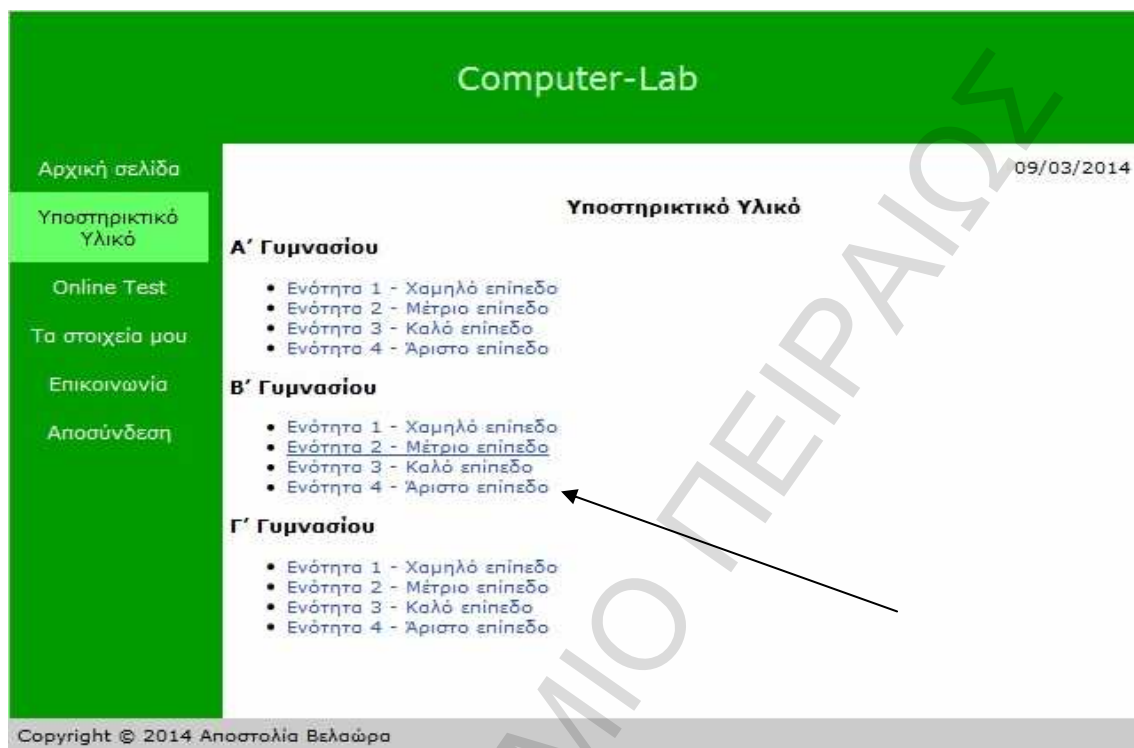 Computer-Lab
Αρχική σελίδα
Υποστηρικτικό
Υλικό
Online Test
Τα στοιχεία μου
Επικοινωνία
Αποσύνδεση
09/03/2014
Υποστηρικτικό Υλικό
Α' Γυμνασίου
• Ενότητα 1 - Χαμηλό επίπεδο
• Ενότητα 2 - Μέτριο επίπεδο
• Ενότητα 3 - Καλό επίπεδο
• Ενότητα 4 - Άριστο επίπεδο
Β' Γυμνασίου
• Ενότητα 1 - Χαμηλό επίπεδο
• Ενότητα 2 - Μέτριο επίπεδο
• Ενότητα 3 - Καλό επίπεδο
• Ενότητα 4 - Άριστο επίπεδο
Γ' Γυμνασίου
• Ενότητα 1 - Χαμηλό επίπεδο
• Ενότητα 2 - Μέτριο επίπεδο
• Ενότητα 3 - Καλό επίπεδο
• Ενότητα 4 - Άριστο επίπεδο
Copyright © 2014 Αποστολία Βελαώρα
ΠΕΙΡΑΙΩΣ